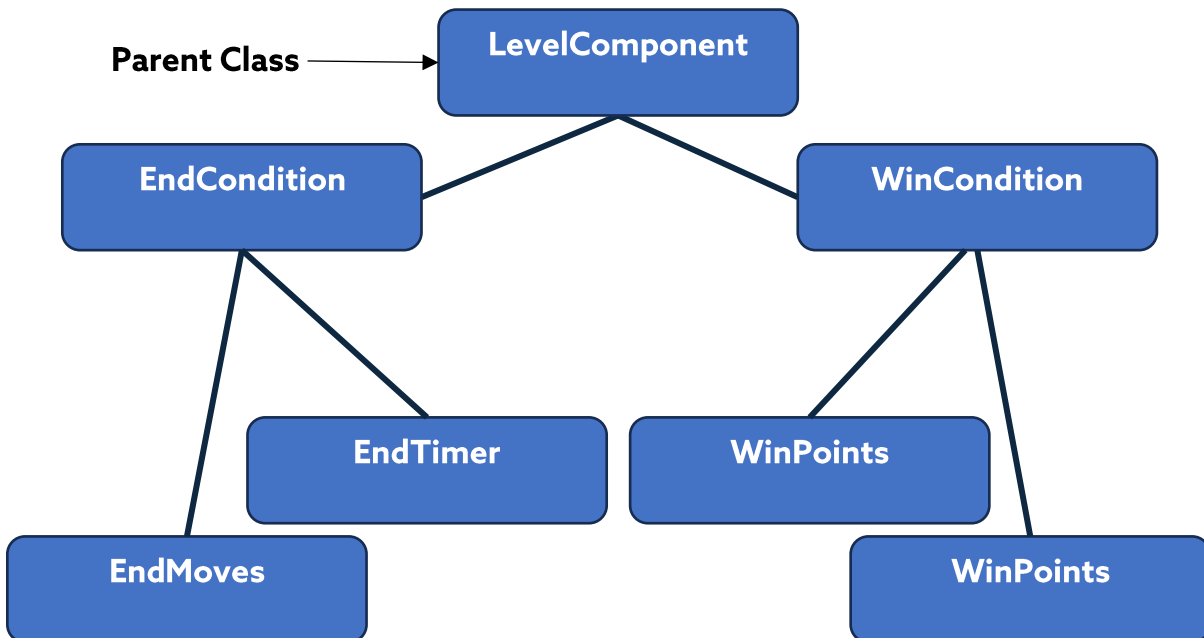 LevelComponent
Parent Class
EndCondition
WinCondition
EndTimer
WinPoints
EndMoves
WinPoints